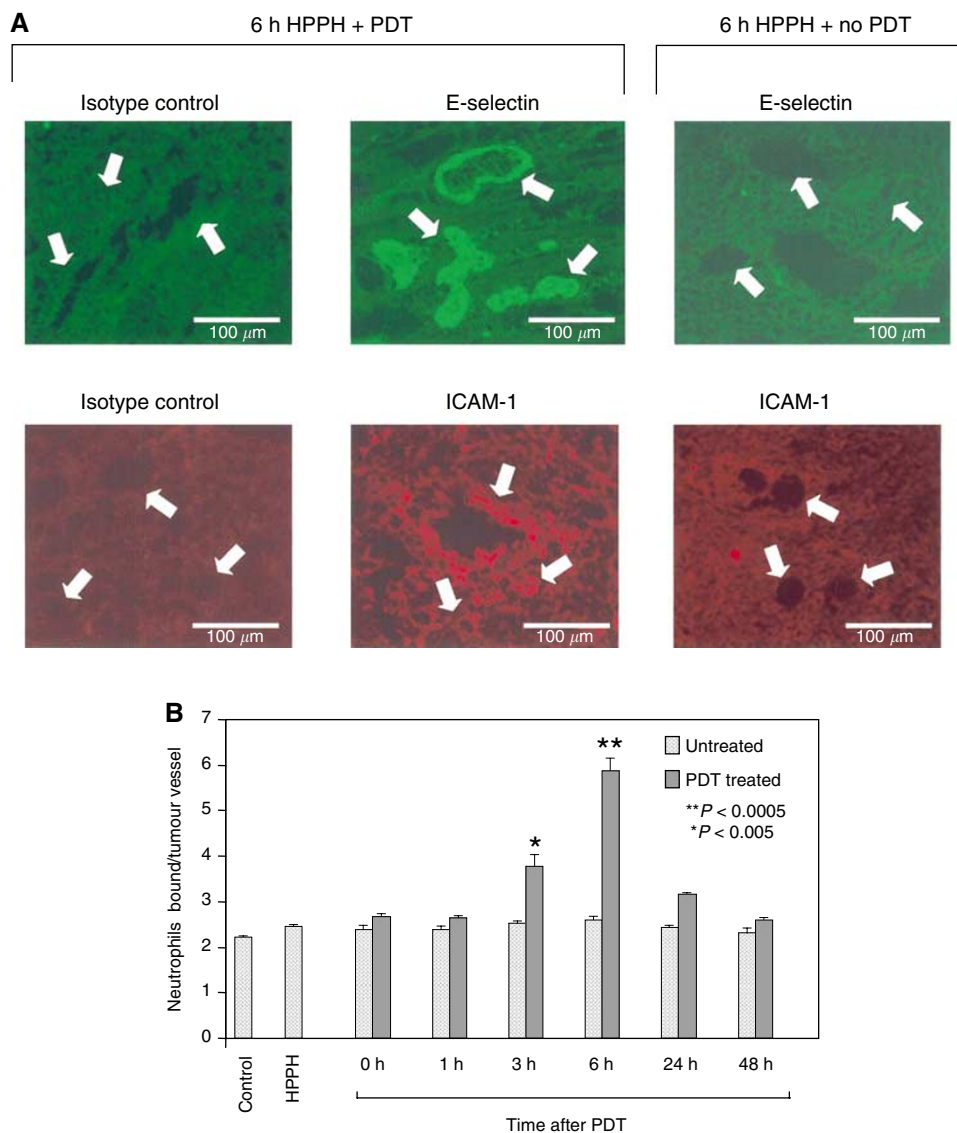 A
6 h HPPH + PDT
6 h HPPH + no PDT
Isotype control
E-selectin
E-selectin
100 μm
100 μm
100 μm
Isotype control
ICAM-1
ICAM-1
100 μm
100 μm
100 μm
B
Neutrophils bound/tumour vessel
7
6
5
4
3
2
1
0
*
**
Untreated
PDT treated
**P < 0.0005
*P < 0.005
Control
HPPH
0 h
1 h
3 h
6 h
24 h
48 h
Time after PDT